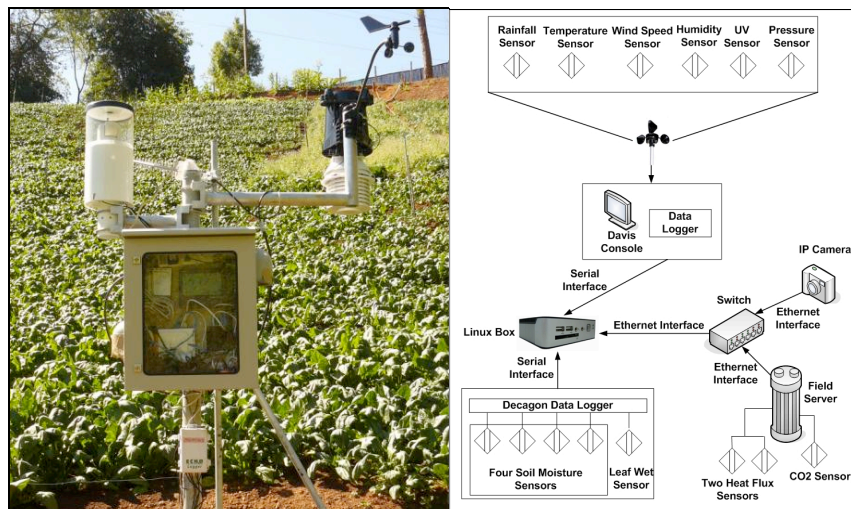 Rainfall Sensor
Temperature Sensor
Wind Speed Sensor
Humidity Sensor
UV Sensor
Pressure Sensor
Davis Console
Data Logger
Serial Interface
IP Camera
Switch
Ethernet Interface
Linux Box
Ethernet Interface
Serial Interface
Ethernet Interface
Field Server
Decagon Data Logger
Four Soil Moisture Sensors
Leaf Wet Sensor
Two Heat Flux Sensors
CO2 Sensor
Logger